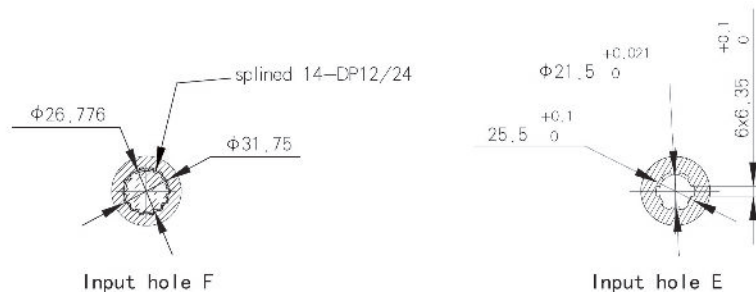 splined 14-DP12/24
Φ26,776
Φ31,75
Input hole F
+0,021
Φ21,5 0
+0,1
25,5 0
+0,1
6x6,35 0
Input hole E